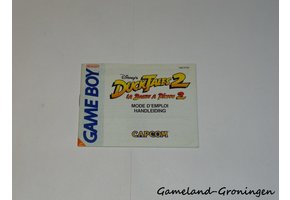 GAME BOY
Disney's
DUCKTALES 2
La Bande à Picsou 2
MODE D'EMPLOI
HANDLEIDING
CAPCOM
Gameland-Groningen